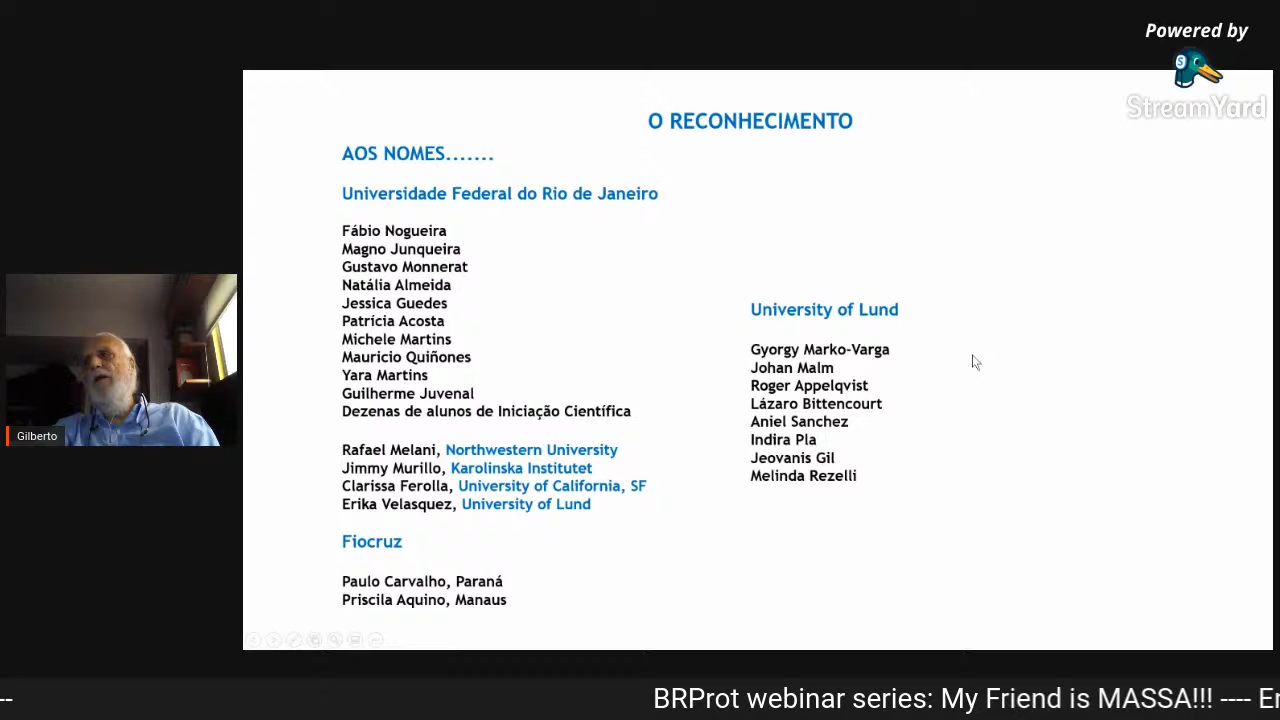 Powered by
StreamYard
O RECONHECIMENTO
AOS NOMES.......
Universidade Federal do Rio de Janeiro
Fábio Nogueira
Magno Junqueira
Gustavo Monnerat
Natália Almeida
Jessica Guedes
Patrícia Acosta
Michele Martins
Mauricio Quiñones
Yara Martins
Guilherme Juvenal
Dezenas de alunos de Iniciação Científica
Rafael Melani, Northwestern University
Jimmy Murillo, Karolinska Institutet
Clarissa Ferolla, University of California, SF
Erika Velasquez, University of Lund
Fiocruz
Paulo Carvalho, Paraná
Priscila Aquino, Manaus
University of Lund
Gyorgy Marko-Varga
Johan Malm
Roger Appelqvist
Lázaro Bittencourt
Aniel Sanchez
Indira Pla
Jeovanis Gil
Melinda Rezelli
Gilberto
-- BRProt webinar series: My Friend is MASSA!!! ---- En